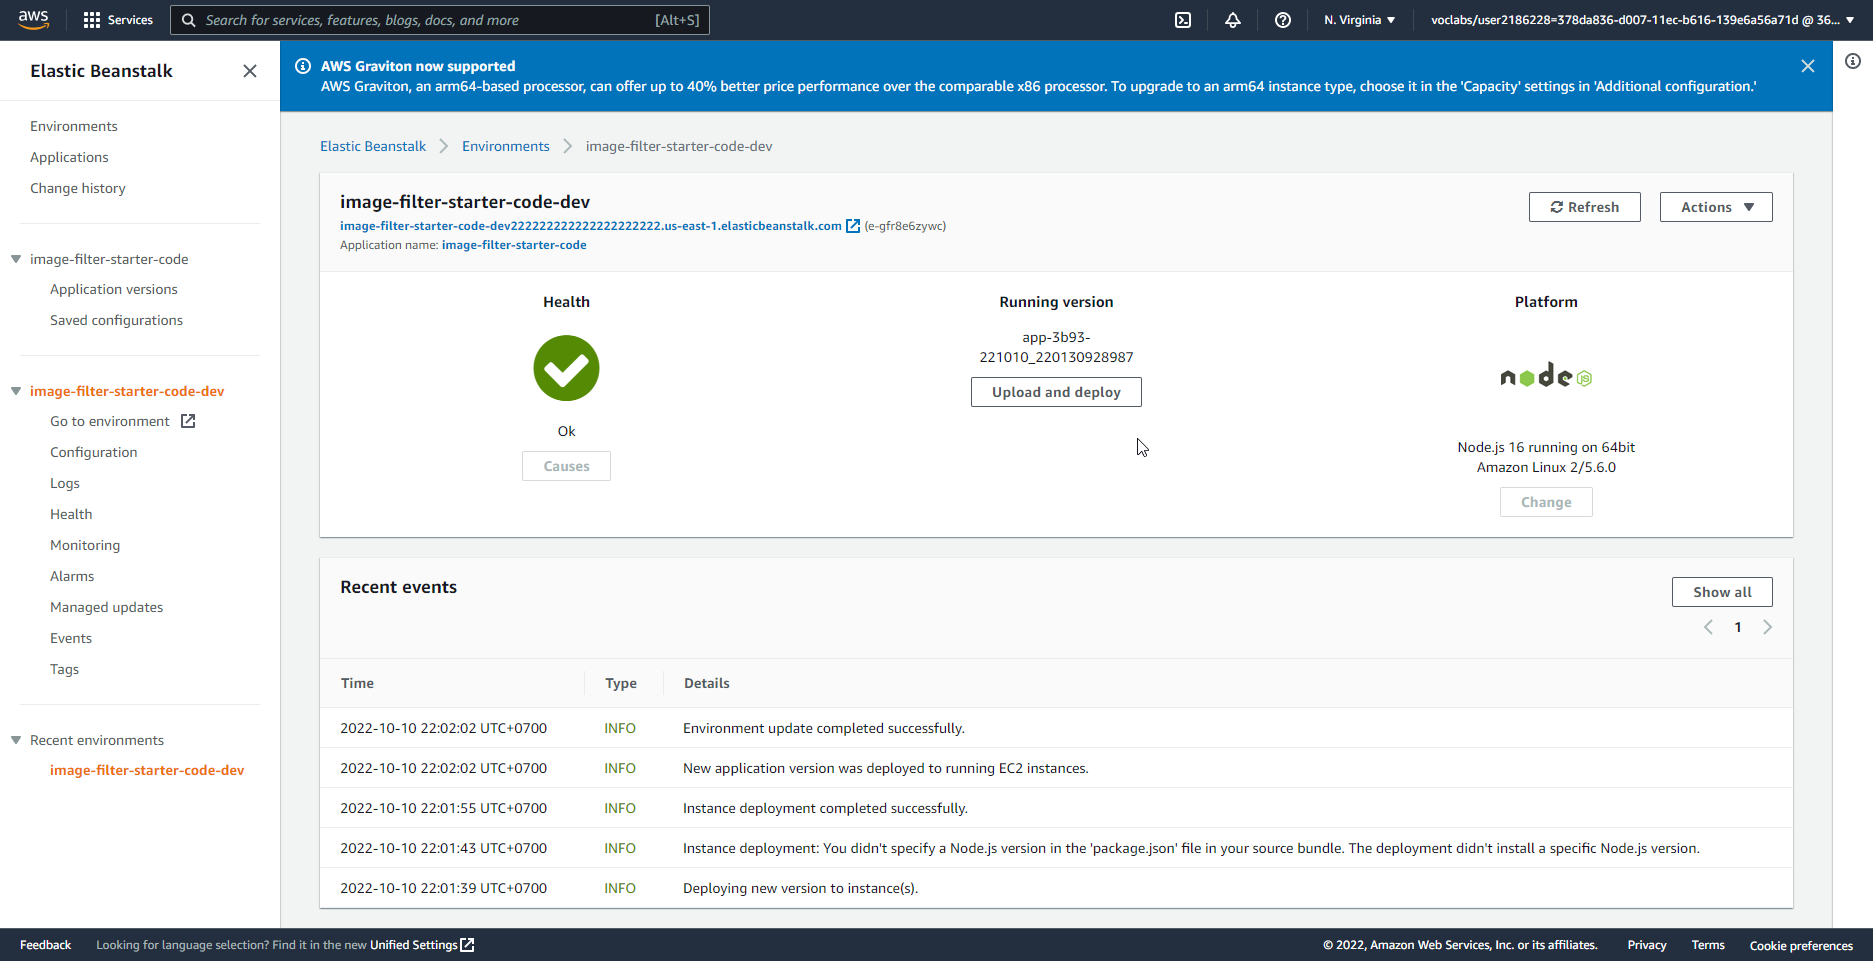 aws
Services
Search for services, features, blogs, docs, and more
[Alt+S]
N. Virginia
voclabs/user2186228=378da836-d007-11ec-b616-139e6a56a71d @ 36...
Elastic Beanstalk
Environments
Applications
Change history
image-filter-starter-code
Application versions
Saved configurations
image-filter-starter-code-dev
Go to environment
Configuration
Logs
Health
Monitoring
Alarms
Managed updates
Events
Tags
Recent environments
image-filter-starter-code-dev
AWS Graviton now supported
AWS Graviton, an arm64-based processor, can offer up to 40% better price performance over the comparable x86 processor. To upgrade to an arm64 instance type, choose it in the 'Capacity' settings in 'Additional configuration.'
Elastic Beanstalk
Environments
image-filter-starter-code-dev
image-filter-starter-code-dev
Refresh
Actions
image-filter-starter-code-dev222222222222222222222.us-east-1.elasticbeanstalk.com (e-gfr8e6zywc)
Application name: image-filter-starter-code
Health
Ok
Causes
Running version
app-3b93-
221010_220130928987
Upload and deploy
Platform
node
JS
Node.js 16 running on 64bit
Amazon Linux 2/5.6.0
Change
Recent events
Show all
1
Time Type Details
2022-10-10 22:02:02 UTC+0700 INFO Environment update completed successfully.
2022-10-10 22:02:02 UTC+0700 INFO New application version was deployed to running EC2 instances.
2022-10-10 22:01:55 UTC+0700 INFO Instance deployment completed successfully.
2022-10-10 22:01:43 UTC+0700 INFO Instance deployment: You didn't specify a Node.js version in the 'package.json' file in your source bundle. The deployment didn't install a specific Node.js version.
2022-10-10 22:01:39 UTC+0700 INFO Deploying new version to instance(s).
Feedback
Looking for language selection? Find it in the new Unified Settings
© 2022, Amazon Web Services, Inc. or its affiliates.
Privacy
Terms
Cookie preferences